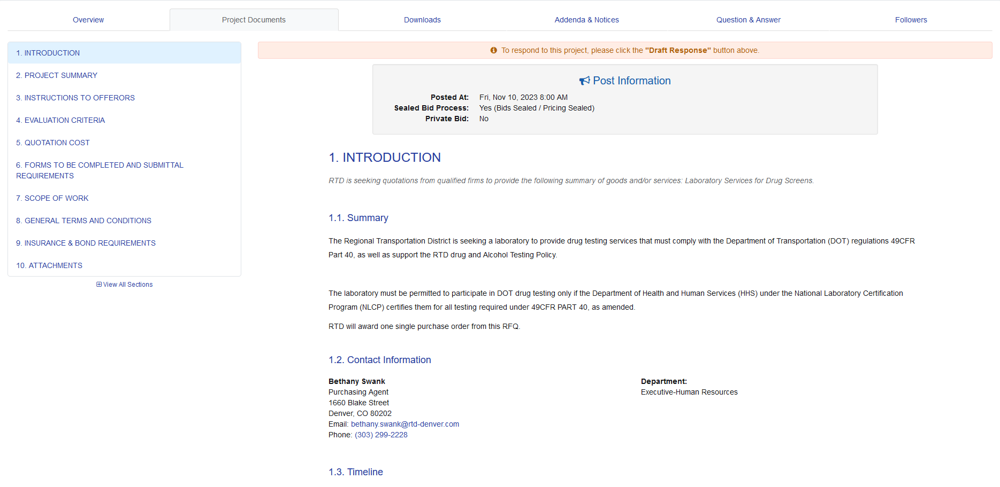 Overview
Project Documents
Downloads
Addenda & Notices
Question & Answer
Followers
1. INTRODUCTION
2. PROJECT SUMMARY
3. INSTRUCTIONS TO OFFERORS
4. EVALUATION CRITERIA
5. QUOTATION COST
6. FORMS TO BE COMPLETED AND SUBMITTAL
REQUIREMENTS
7. SCOPE OF WORK
8. GENERAL TERMS AND CONDITIONS
9. INSURANCE & BOND REQUIREMENTS
10. ATTACHMENTS
View All Sections
To respond to this project, please click the "Draft Response" button above.
Post Information
Posted At: Fri, Nov 10, 2023 8:00 AM
Sealed Bid Process: Yes (Bids Sealed / Pricing Sealed)
Private Bid: No
1. INTRODUCTION
RTD is seeking quotations from qualified firms to provide the following summary of goods and/or services: Laboratory Services for Drug Screens.
1.1. Summary
The Regional Transportation District is seeking a laboratory to provide drug testing services that must comply with the Department of Transportation (DOT) regulations 49CFR
Part 40, as well as support the RTD drug and Alcohol Testing Policy.
The laboratory must be permitted to participate in DOT drug testing only if the Department of Health and Human Services (HHS) under the National Laboratory Certification
Program (NLCP) certifies them for all testing required under 49CFR PART 40, as amended.
RTD will award one single purchase order from this RFQ.
1.2. Contact Information
Bethany Swank
Purchasing Agent
1660 Blake Street
Denver, CO 80202
Email: bethany.swank@rtd-denver.com
Phone: (303) 299-2228
Department:
Executive-Human Resources
1.3. Timeline